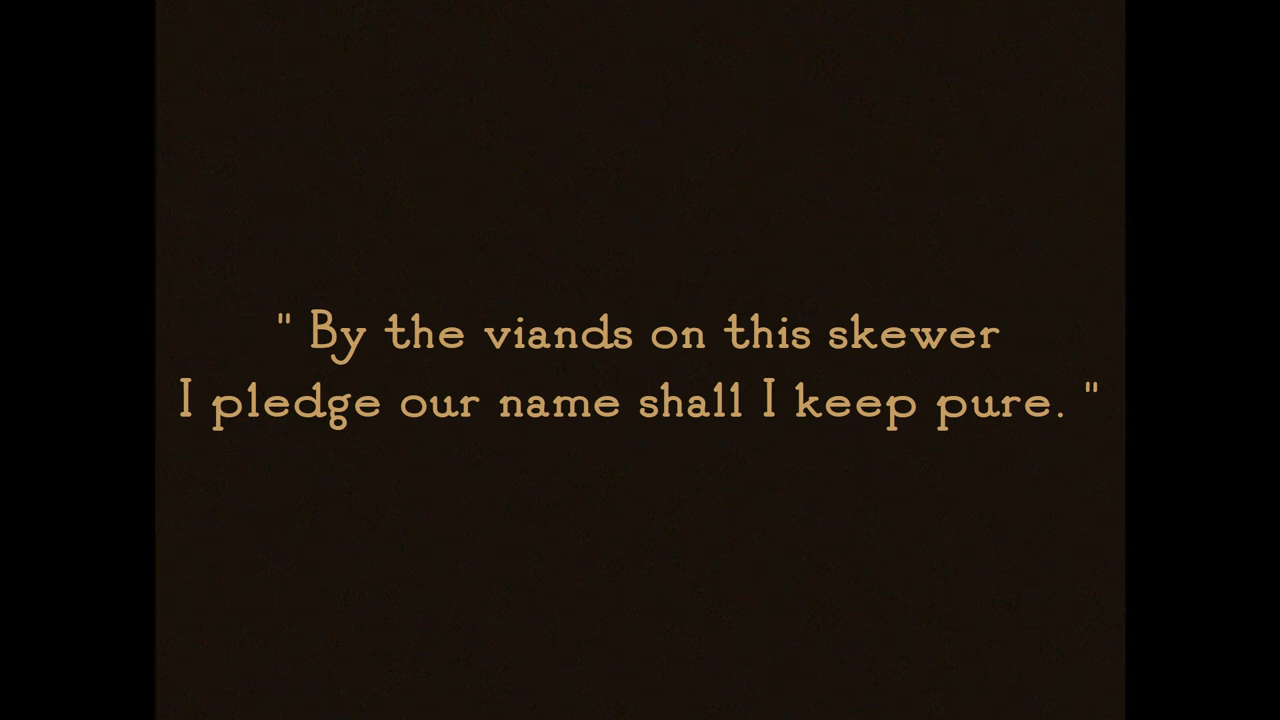 " By the viands on this skewer
I pledge our name shall I keep pure. "